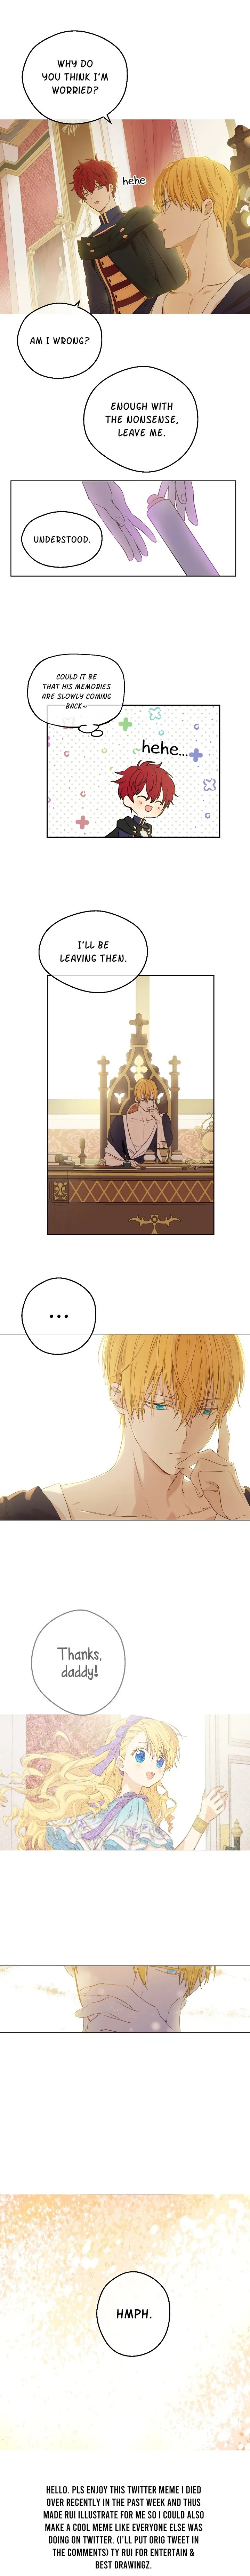 WHY DO
YOU THINK I'M
WORRIED?
hehe
AM I WRONG?
ENOUGH WITH
THE NONSENSE,
LEAVE ME.
UNDERSTOOD.
COULD IT BE
THAT HIS MEMORIES
ARE SLOWLY COMING
BACK~
hehe...
I'LL BE
LEAVING THEN.
...
Thanks,
daddy!
HMPH.
HELLO. PLS ENJOY THIS TWITTER MEME I DIED
OVER RECENTLY IN THE PAST WEEK AND THUS
MADE RUI ILLUSTRATE FOR ME SO I COULD ALSO
MAKE A COOL MEME LIKE EVERYONE ELSE WAS
DOING ON TWITTER. (I'LL PUT ORIG TWEET IN
THE COMMENTS) TY RUI FOR ENTERTAIN &
BEST DRAWINGZ.